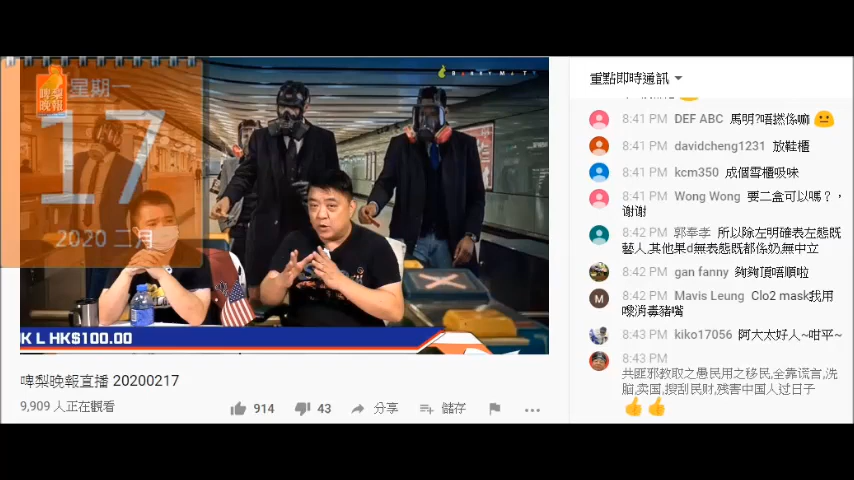 啤梨晚報
星期一
17
2020 二月
K L HK$100.00
啤梨晚報直播 20200217
9,909 人正在觀看
914
43
分享
儲存
重點即時通訊
8:41 PM DEF ABC 馬明?唔撚係嘛
8:41 PM davidcheng1231 放鞋櫃
8:41 PM kcm350 成個雪櫃吸味
8:41 PM Wong Wong 要二盒可以嗎？，
谢谢
8:42 PM 郭奉孝 所以除左明確表左態既
藝人,其他果d無表態既都係奶,無中立
8:42 PM gan fanny 夠夠頂唔順啦
8:42 PM Mavis Leung Clo2 mask我用
嚟消毒豬嘴
8:42 PM kiko17056 阿大太好人~咁平~
8:43 PM
共匪邪教取之愚民用之移民,全靠谎言,洗
脑,卖国,搜刮民财,残害中国人过日子